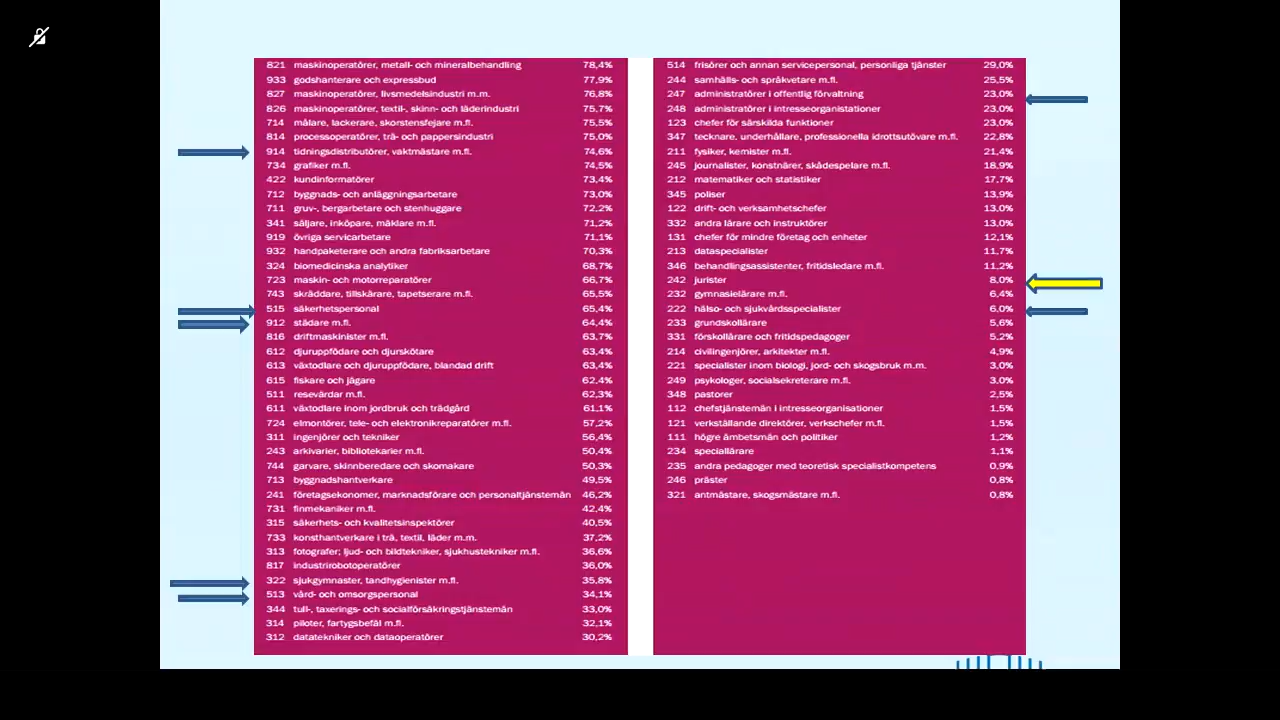 821 maskinoperatörer, metall- och mineralbehandling 78,4%
933 godshanterare och expressbud 77,9%
827 maskinoperatörer, livsmedelsindustri m.m. 76,8%
826 maskinoperatörer, textil-, skinn- och läderindustri 75,7%
714 målare, lackerare, skorstensfejare m.fl. 75,5%
814 processoperatörer, trä- och pappersindustri 75,0%
914 tidningsdistributörer, vaktmästare m.fl. 74,6%
734 grafiker m.fl. 74,5%
422 kundinformatörer 73,4%
712 byggnads- och anläggningsarbetare 73,0%
711 gruv-, bergarbetare och stenhuggare 72,2%
341 säljare, inköpare, mäklare m.fl. 71,2%
919 övriga servicarbetare 71,1%
932 handpaketerare och andra fabriksarbetare 70,3%
324 biomedicinska analytiker 68,7%
723 maskin- och motorreparatörer 66,7%
743 skräddare, tillskärare, tapetserare m.fl. 65,5%
515 säkerhetspersonal 65,4%
912 städare m.fl. 64,4%
816 driftmaskinister m.fl. 63,7%
612 djuruppfödare och djurskötare 63,4%
613 växtodlare och djuruppfödare, blandad drift 63,4%
615 fiskare och jägare 62,4%
511 resevärdar m.fl. 62,3%
611 växtodlare inom jordbruk och trädgård 61,1%
724 elmontörer, tele- och elektronikreparatörer m.fl. 57,2%
311 ingenjörer och tekniker 56,4%
243 arkivarier, bibliotekarier m.fl. 50,4%
744 garvare, skinnberedare och skomakare 50,3%
713 byggnadshantverkare 49,5%
241 företagsekonomer, marknadsförare och personaltjänstemän 46,2%
731 finmekaniker m.fl. 42,4%
315 säkerhets- och kvalitetsinspektörer 40,5%
733 konsthantverkare i trä, textil, läder m.m. 37,2%
313 fotografer; ljud- och bildtekniker, sjukhustekniker m.fl. 36,6%
817 industrirobotoperatörer 36,0%
322 sjukgymnaster, tandhygienister m.fl. 35,8%
513 vård- och omsorgspersonal 34,1%
344 tull-, taxerings- och socialförsäkringstjänstemän 33,0%
314 piloter, fartygsbefäl m.fl. 32,1%
312 datatekniker och dataoperatörer 30,2%
514 frisörer och annan servicepersonal, personliga tjänster 29,0%
244 samhälls- och språkvetare m.fl. 25,5%
247 administratörer i offentlig förvaltning 23,0%
248 administratörer i intresseorganistationer 23,0%
123 chefer för särskilda funktioner 23,0%
347 tecknare, underhållare, professionella idrottsutövare m.fl. 22,8%
211 fysiker, kemister m.fl. 21,4%
245 journalister, konstnärer, skådespelare m.fl. 18,9%
212 matematiker och statistiker 17,7%
345 poliser 13,9%
122 drift- och verksamhetschefer 13,0%
332 andra lärare och instruktörer 13,0%
131 chefer för mindre företag och enheter 12,1%
213 dataspecialister 11,7%
346 behandlingsassistenter, fritidsledare m.fl. 11,2%
242 jurister 8,0%
232 gymnasielärare m.fl. 6,4%
222 hälso- och sjukvårdsspecialister 6,0%
233 grundskollärare 5,6%
331 förskollärare och fritidspedagoger 5,2%
214 civilingenjörer, arkitekter m.fl. 4,9%
221 specialister inom biologi, jord- och skogsbruk m.m. 3,0%
249 psykologer, socialsekreterare m.fl. 3,0%
348 pastorer 2,5%
112 chefstjänstemän i intresseorganisationer 1,5%
121 verkställande direktörer, verkschefer m.fl. 1,5%
111 högre ämbetsmän och politiker 1,2%
234 speciallärare 1,1%
235 andra pedagoger med teoretisk specialistkompetens 0,9%
246 präster 0,8%
321 lantmästare, skogsmästare m.fl. 0,8%